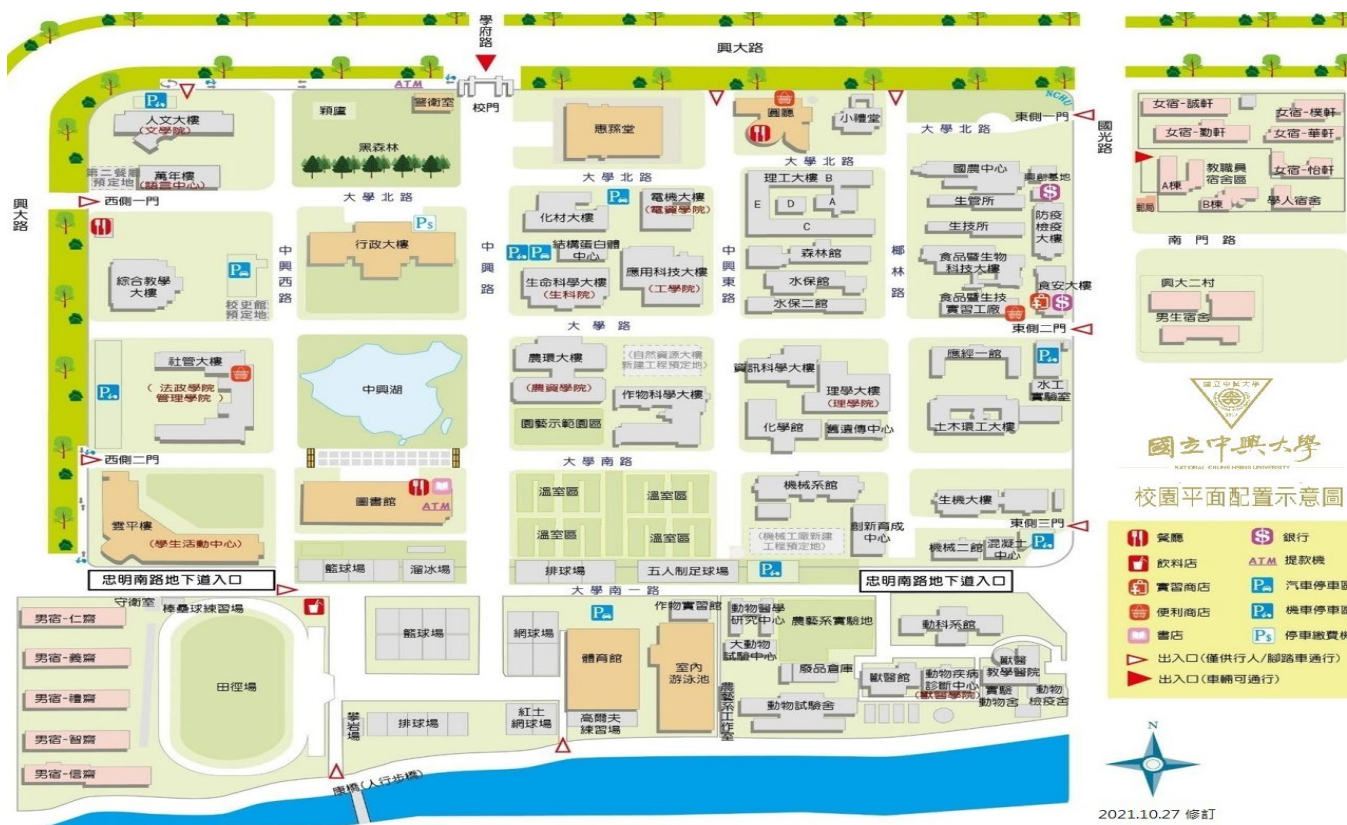 學府路
興大路
ATM
校門
警衛室
穎廬
黑森林
人文大樓
(文學院)
第二餐廳
預定地
萬年樓
(語言中心)
西側一門
興大路
大學北路
惠蓀堂
圓廳
小禮堂
大學北路
NCHU
東側一門
國光路
大學北路
大學北路
女宿-誠軒
女宿-樸軒
女宿-勤軒
女宿-華軒
女宿-怡軒
教職員
宿舍區
A棟
B棟
學人宿舍
郵局
南門路
興大二村
男生宿舍
綜合教學
大樓
校史館
預定地
中興西路
行政大樓
中興路
化材大樓
電機大樓
(電資學院)
結構蛋白體
中心
生命科學大樓
(生科院)
應用科技大樓
(工學院)
中興東路
理工大樓 B
E
D
A
C
森林館
水保館
水保二館
椰林路
國農中心
生管所
生技所
防疫
檢疫
大樓
食品暨生物
科技大樓
食安大樓
食品暨生技
實習工廠
大學路
東側二門
社管大樓
(法政學院
管理學院)
中興湖
農環大樓
(農資學院)
(自然資源大樓
新建工程預定地)
作物科學大樓
園藝示範園區
資訊科學大樓
理學大樓
(理學院)
化學館
舊遺傳中心
應經一館
水工
實驗室
土木環工大樓
西側二門
大學南路
雲平樓
(學生活動中心)
圖書館
ATM
溫室區
溫室區
溫室區
溫室區
機械系館
(機械工廠新建
工程預定地)
創新育成
中心
生機大樓
東側三門
機械二館
混凝土
中心
忠明南路地下道入口
籃球場
溜冰場
排球場
五人制足球場
忠明南路地下道入口
大學南一路
守衛室
棒壘球練習場
男宿-仁齋
男宿-義齋
男宿-禮齋
男宿-智齋
男宿-信齋
田徑場
籃球場
網球場
攀岩場
排球場
紅土
網球場
體育館
高爾夫
練習場
作物實習館
室內
游泳池
農藝系工作室
動物醫學
研究中心
大動物
試驗中心
農藝系實驗地
廢品倉庫
動物試驗舍
動科系館
獸醫館
動物疾病
診斷中心
(獸醫學院)
獸醫
教學醫院
實驗
動物舍
動物
檢疫舍
康橋(人行步橋)
國立中興大學
NATIONAL CHUNG HSING UNIVERSITY
校園平面配置示意圖
餐廳
銀行
飲料店
ATM 提款機
實習商店
汽車停車區
便利商店
機車停車區
書店
Ps 停車繳費機
出入口(僅供行人/腳踏車通行)
出入口(車輛可通行)
N
2021.10.27 修訂